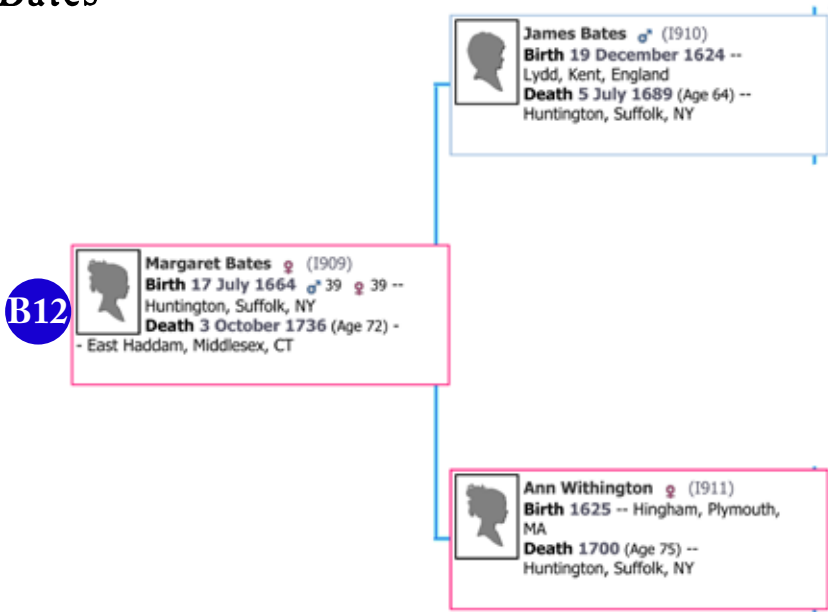 James Bates ♂ (I910)
Birth 19 December 1624 --
Lydd, Kent, England
Death 5 July 1689 (Age 64) --
Huntington, Suffolk, NY
B12
Margaret Bates ♀ (I909)
Birth 17 July 1664 ♂ 39 ♀ 39 --
Huntington, Suffolk, NY
Death 3 October 1736 (Age 72) -
- East Haddam, Middlesex, CT
Ann Withington ♀ (I911)
Birth 1625 -- Hingham, Plymouth,
MA
Death 1700 (Age 75) --
Huntington, Suffolk, NY